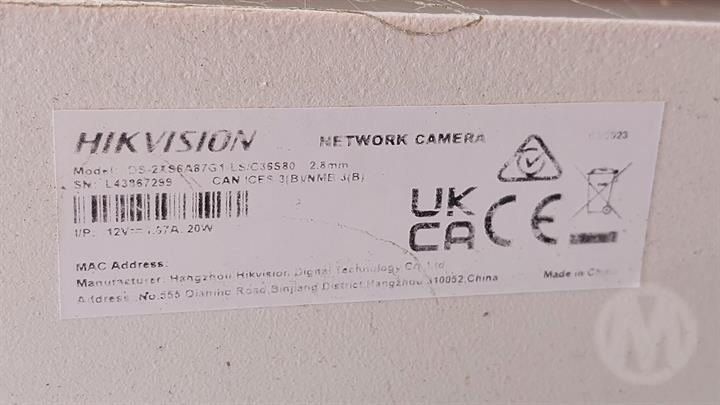 HIKVISION NETWORK CAMERA
Model: DS-2XS6A87G1-LS/C36S80 2.8mm
SN: L43867299 CAN ICES-3(B)/NMB-3(B)
I/P: 12V 1.67A, 20W
UK
CA CE
MAC Address:
Manufacturer: Hangzhou Hikvision Digital Technology Co., Ltd.
Address: No.555 Qianmo Road, Binjiang District, Hangzhou 310052, China
Made in China
M